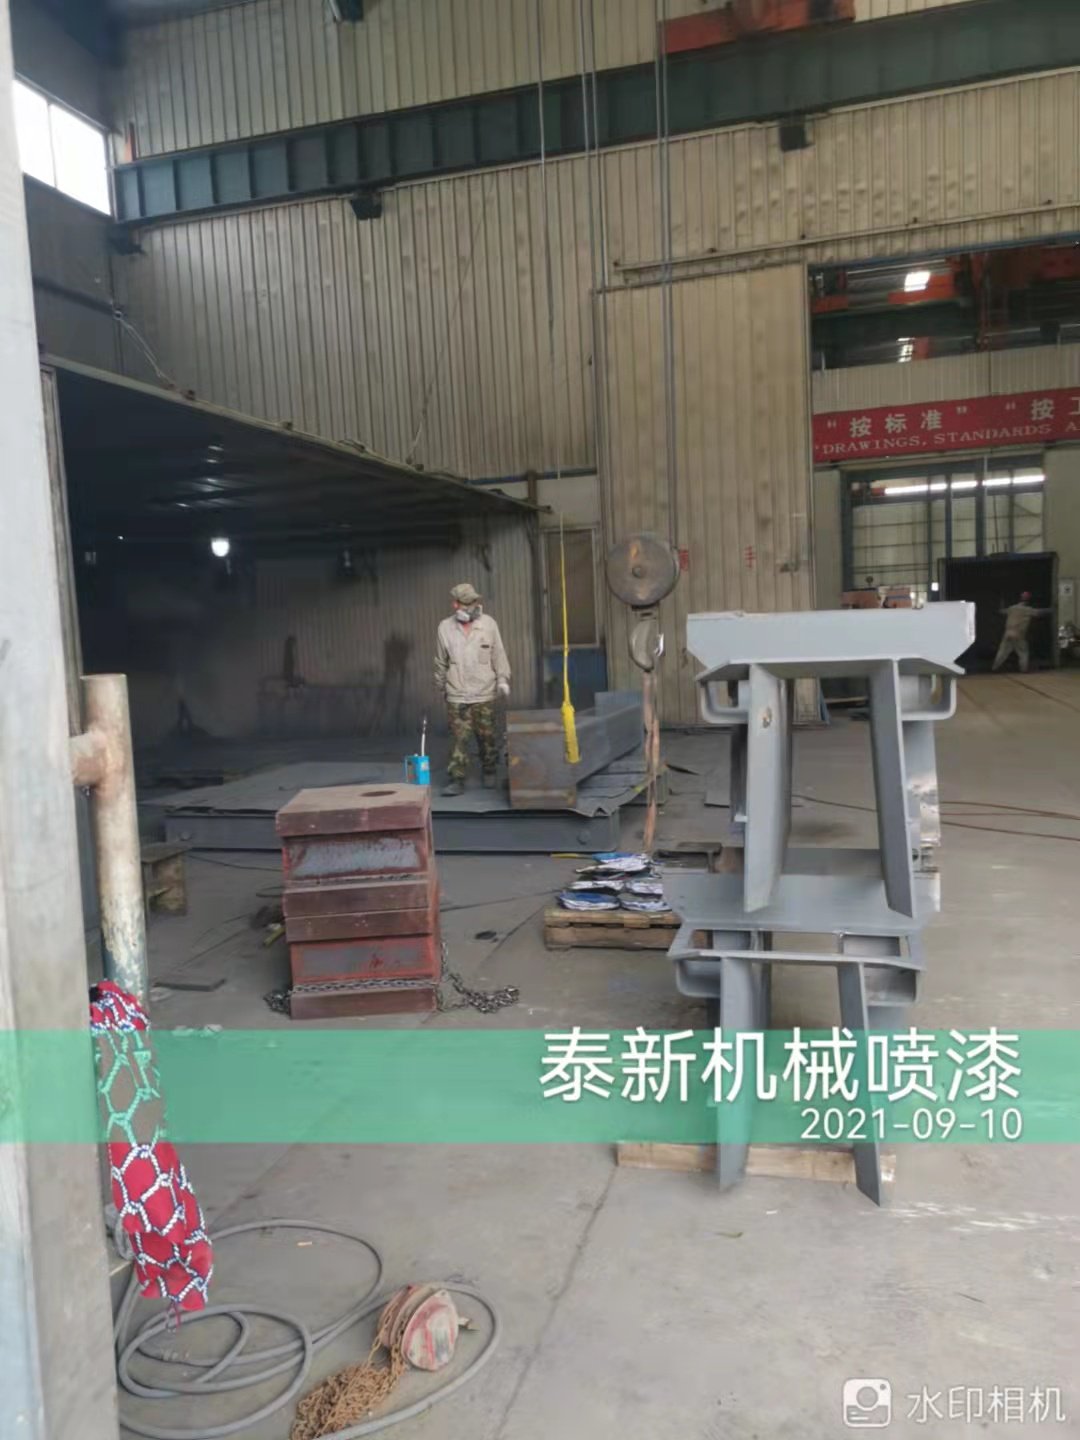 “按标准” “按工
DRAWINGS, STANDARDS A
手
泰新机械喷漆
2021-09-10
水印相机